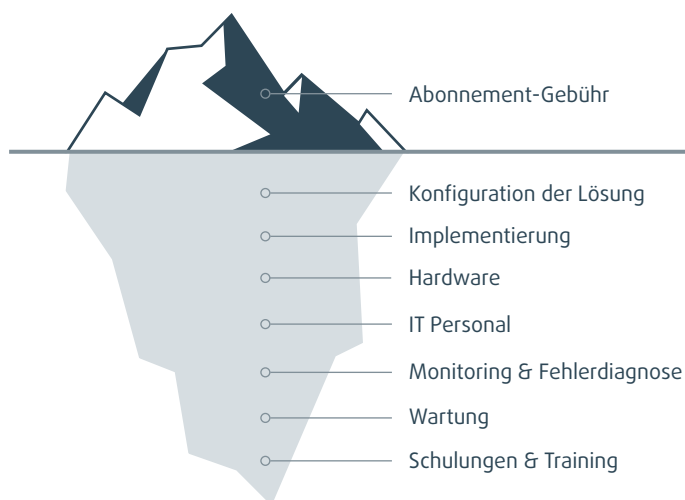 Abonnement-Gebühr
Konfiguration der Lösung
Implementierung
Hardware
IT Personal
Monitoring & Fehlerdiagnose
Wartung
Schulungen & Training